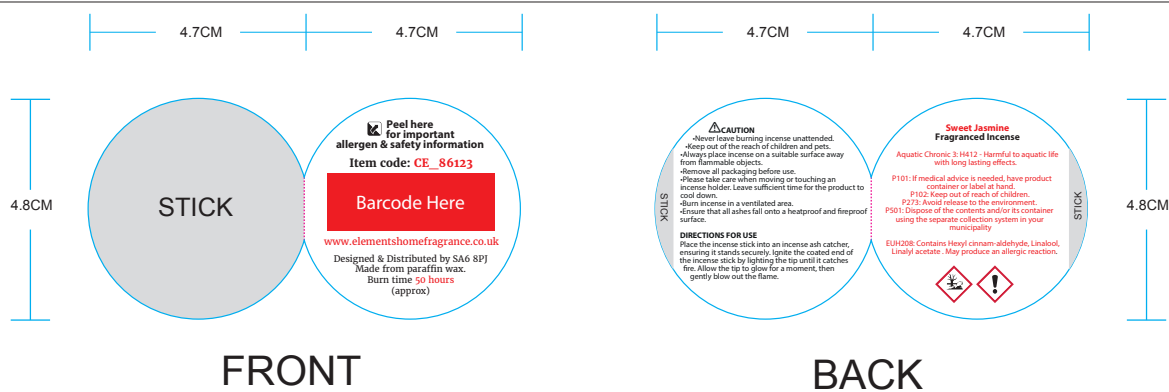 4.7CM
4.7CM
4.8CM
STICK
Peel here
for important
allergen & safety information
Item code: CE_86123
Barcode Here
www.elementshomefragrance.co.uk
Designed & Distributed by SA6 8PJ
Made from paraffin wax.
Burn time 50 hours
(approx)
FRONT
4.7CM
4.7CM
STICK
CAUTION
•Never leave burning incense unattended.
•Keep out of the reach of children and pets.
•Always place incense on a suitable surface away
from flammable objects.
•Remove all packaging before use.
•Please take care when moving or touching an
incense holder. Leave sufficient time for the product to
cool down.
•Burn incense in a ventilated area.
•Ensure that all ashes fall onto a heatproof and fireproof
surface.
DIRECTIONS FOR USE
Place the incense stick into an incense ash catcher,
ensuring it stands securely. Ignite the coated end of
the incense stick by lighting the tip until it catches
fire. Allow the tip to glow for a moment, then
gently blow out the flame.
Sweet Jasmine
Fragranced Incense
Aquatic Chronic 3: H412 - Harmful to aquatic life
with long lasting effects.
P101: If medical advice is needed, have product
container or label at hand.
P102: Keep out of reach of children.
P273: Avoid release to the environment.
P501: Dispose of the contents and/or its container
using the separate collection system in your
municipality
EUH208: Contains Hexyl cinnam-aldehyde, Linalool,
Linalyl acetate . May produce an allergic reaction.
STICK
4.8CM
BACK